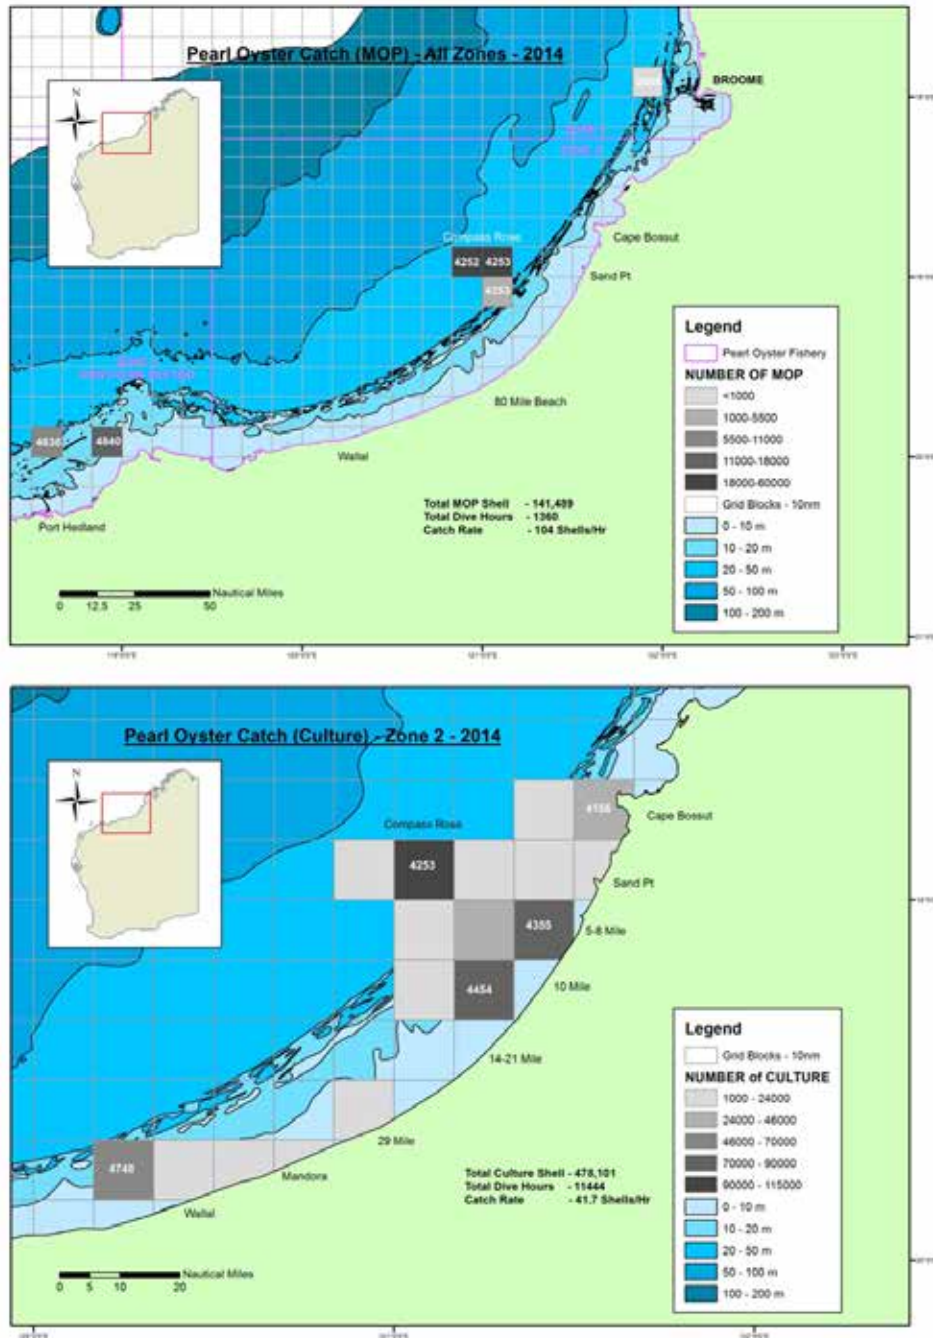 Pearl Oyster Catch (MOP) - All Zones - 2014
N
BROOME
Cape Bossut
Compass Rose
4252 4253
Sand Pt
4353
80 Mile Beach
4840
Wallal
Port Hedland
Total MOP Shell - 141,489
Total Dive Hours - 1360
Catch Rate - 104 Shells/Hr
Nautical Miles
0 12.5 25 50
Legend
Pearl Oyster Fishery
NUMBER OF MOP
<1000
1000-5500
5500-11000
11000-18000
18000-60000
Grid Blocks - 10nm
0 - 10 m
10 - 20 m
20 - 50 m
50 - 100 m
100 - 200 m
Pearl Oyster Catch (Culture) - Zone 2 - 2014
N
Cape Bossut
Compass Rose
4253
Sand Pt
4355
5-8 Mile
4454
10 Mile
14-21 Mile
29 Mile
4748
Mandora
Wallal
Total Culture Shell - 478,101
Total Dive Hours - 11444
Catch Rate - 41.7 Shells/Hr
Nautical Miles
0 5 10 20
Legend
Grid Blocks - 10nm
NUMBER of CULTURE
1000 - 24000
24000 - 46000
46000 - 70000
70000 - 90000
90000 - 115000
0 - 10 m
10 - 20 m
20 - 50 m
50 - 100 m
100 - 200 m